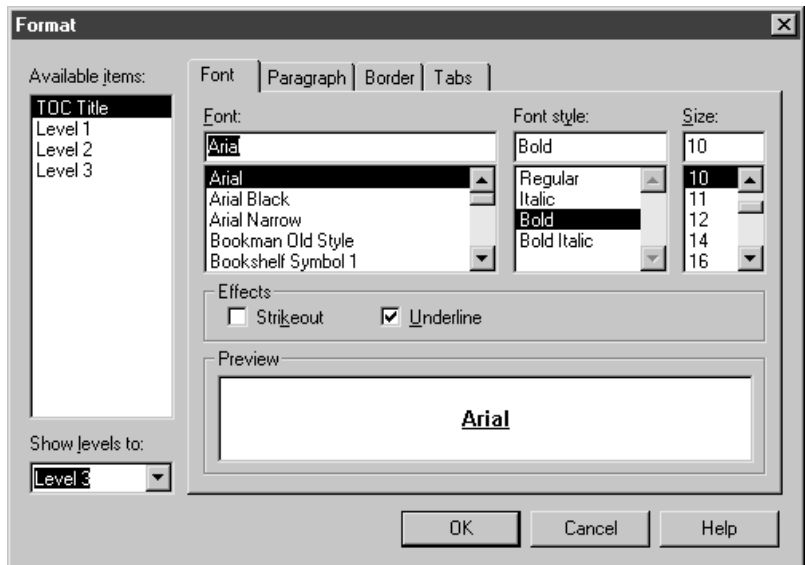 Format
Available items:
TOC Title
Level 1
Level 2
Level 3
Show levels to:
Level 3
Font
Paragraph
Border
Tabs
Font:
Arial
Arial
Arial Black
Arial Narrow
Bookman Old Style
Bookshelf Symbol 1
Font style:
Bold
Regular
Italic
Bold
Bold Italic
Size:
10
10
11
12
14
16
Effects
Strikeout
Underline
Preview
Arial
OK
Cancel
Help